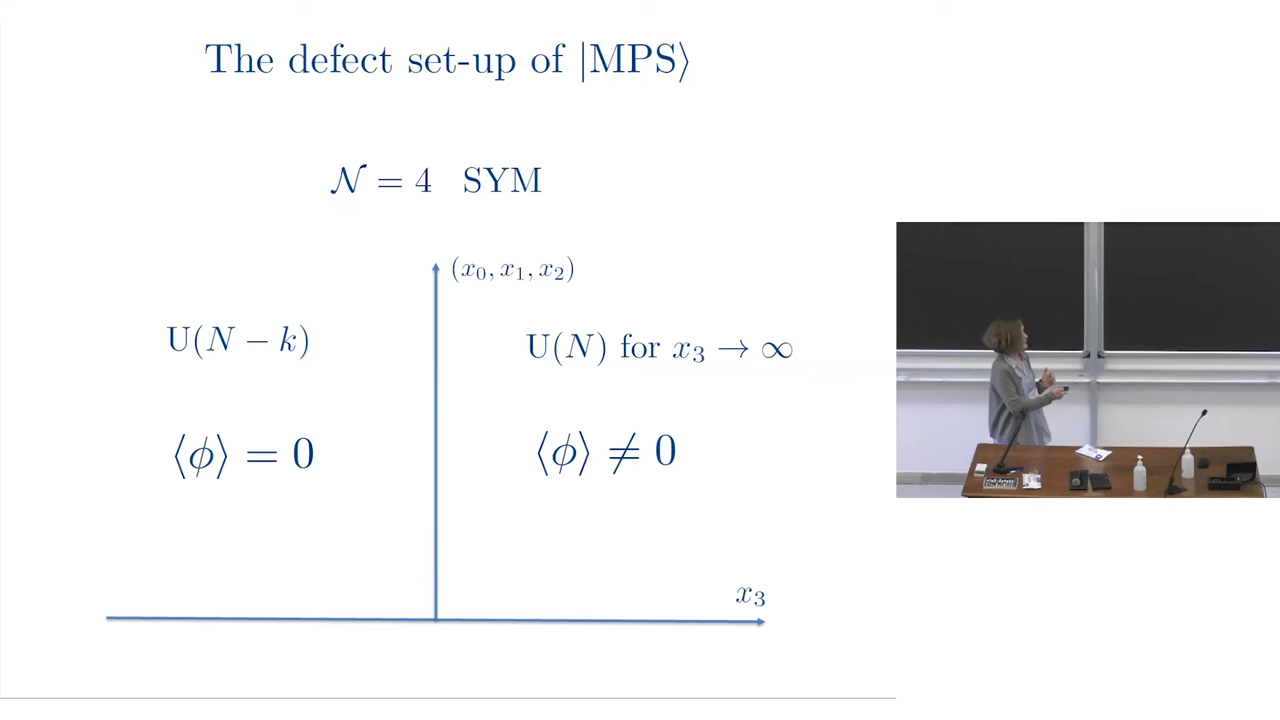 The defect set-up of |MPS⟩
𝒩 = 4 SYM
(x₀, x₁, x₂)
U(N − k)
U(N) for x₃ → ∞
⟨ϕ⟩ = 0
⟨ϕ⟩ ≠ 0
x₃